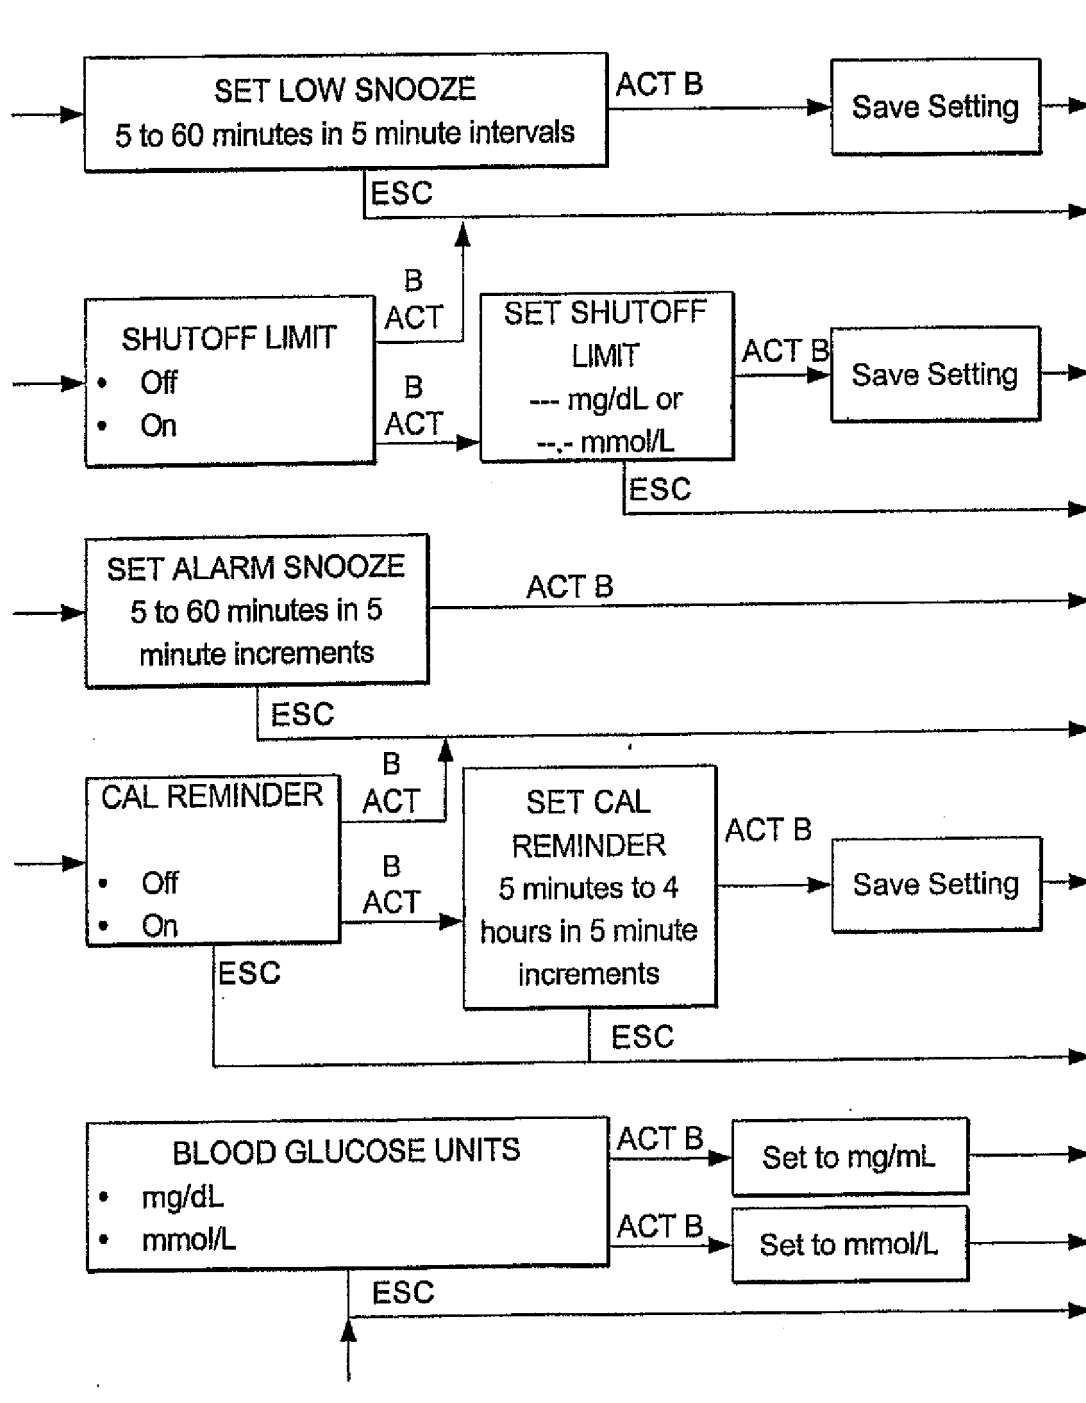 SET LOW SNOOZE
5 to 60 minutes in 5 minute intervals
ACT B
Save Setting
ESC
B
ACT
SHUTOFF LIMIT
• Off
• On
B
ACT
SET SHUTOFF
LIMIT
--- mg/dL or
--.- mmol/L
ACT B
Save Setting
ESC
SET ALARM SNOOZE
5 to 60 minutes in 5
minute increments
ACT B
ESC
B
ACT
CAL REMINDER
• Off
• On
B
ACT
SET CAL
REMINDER
5 minutes to 4
hours in 5 minute
increments
ACT B
Save Setting
ESC
ESC
BLOOD GLUCOSE UNITS
• mg/dL
• mmol/L
ACT B
Set to mg/mL
ACT B
Set to mmol/L
ESC